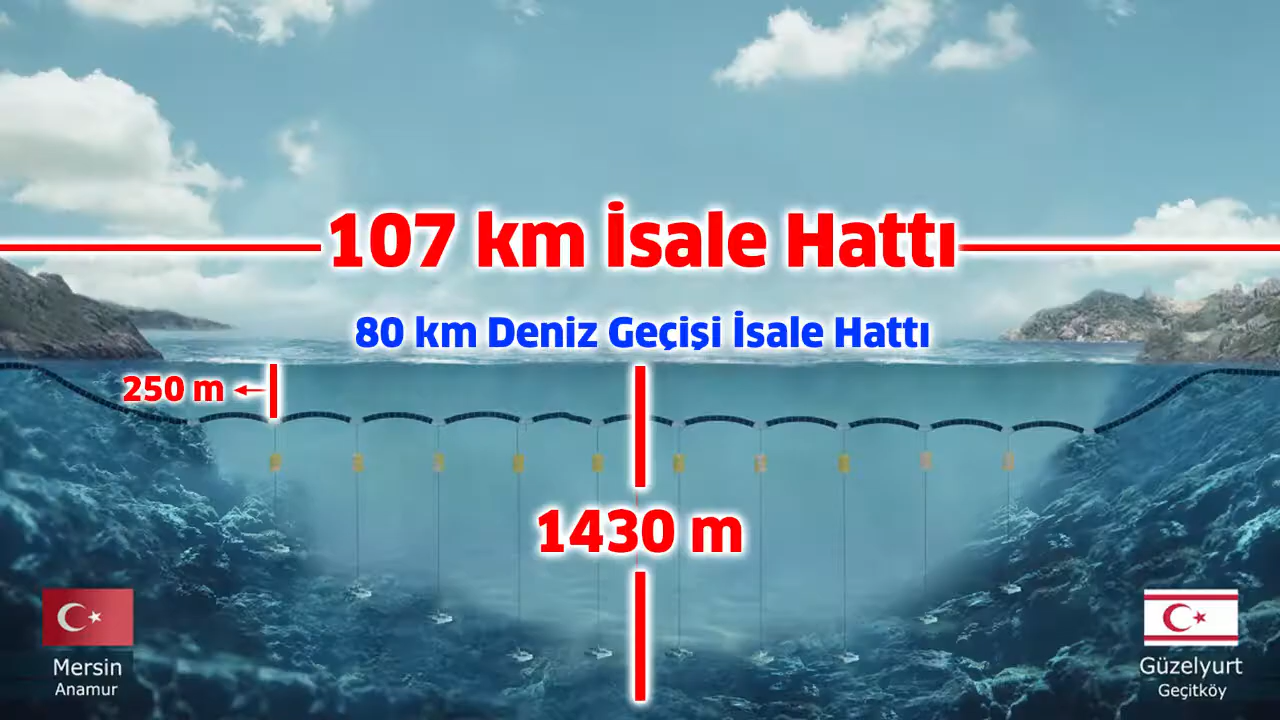 107 km İsale Hattı
80 km Deniz Geçişi İsale Hattı
250 m
1430 m
Mersin
Anamur
Güzelyurt
Geçitköy